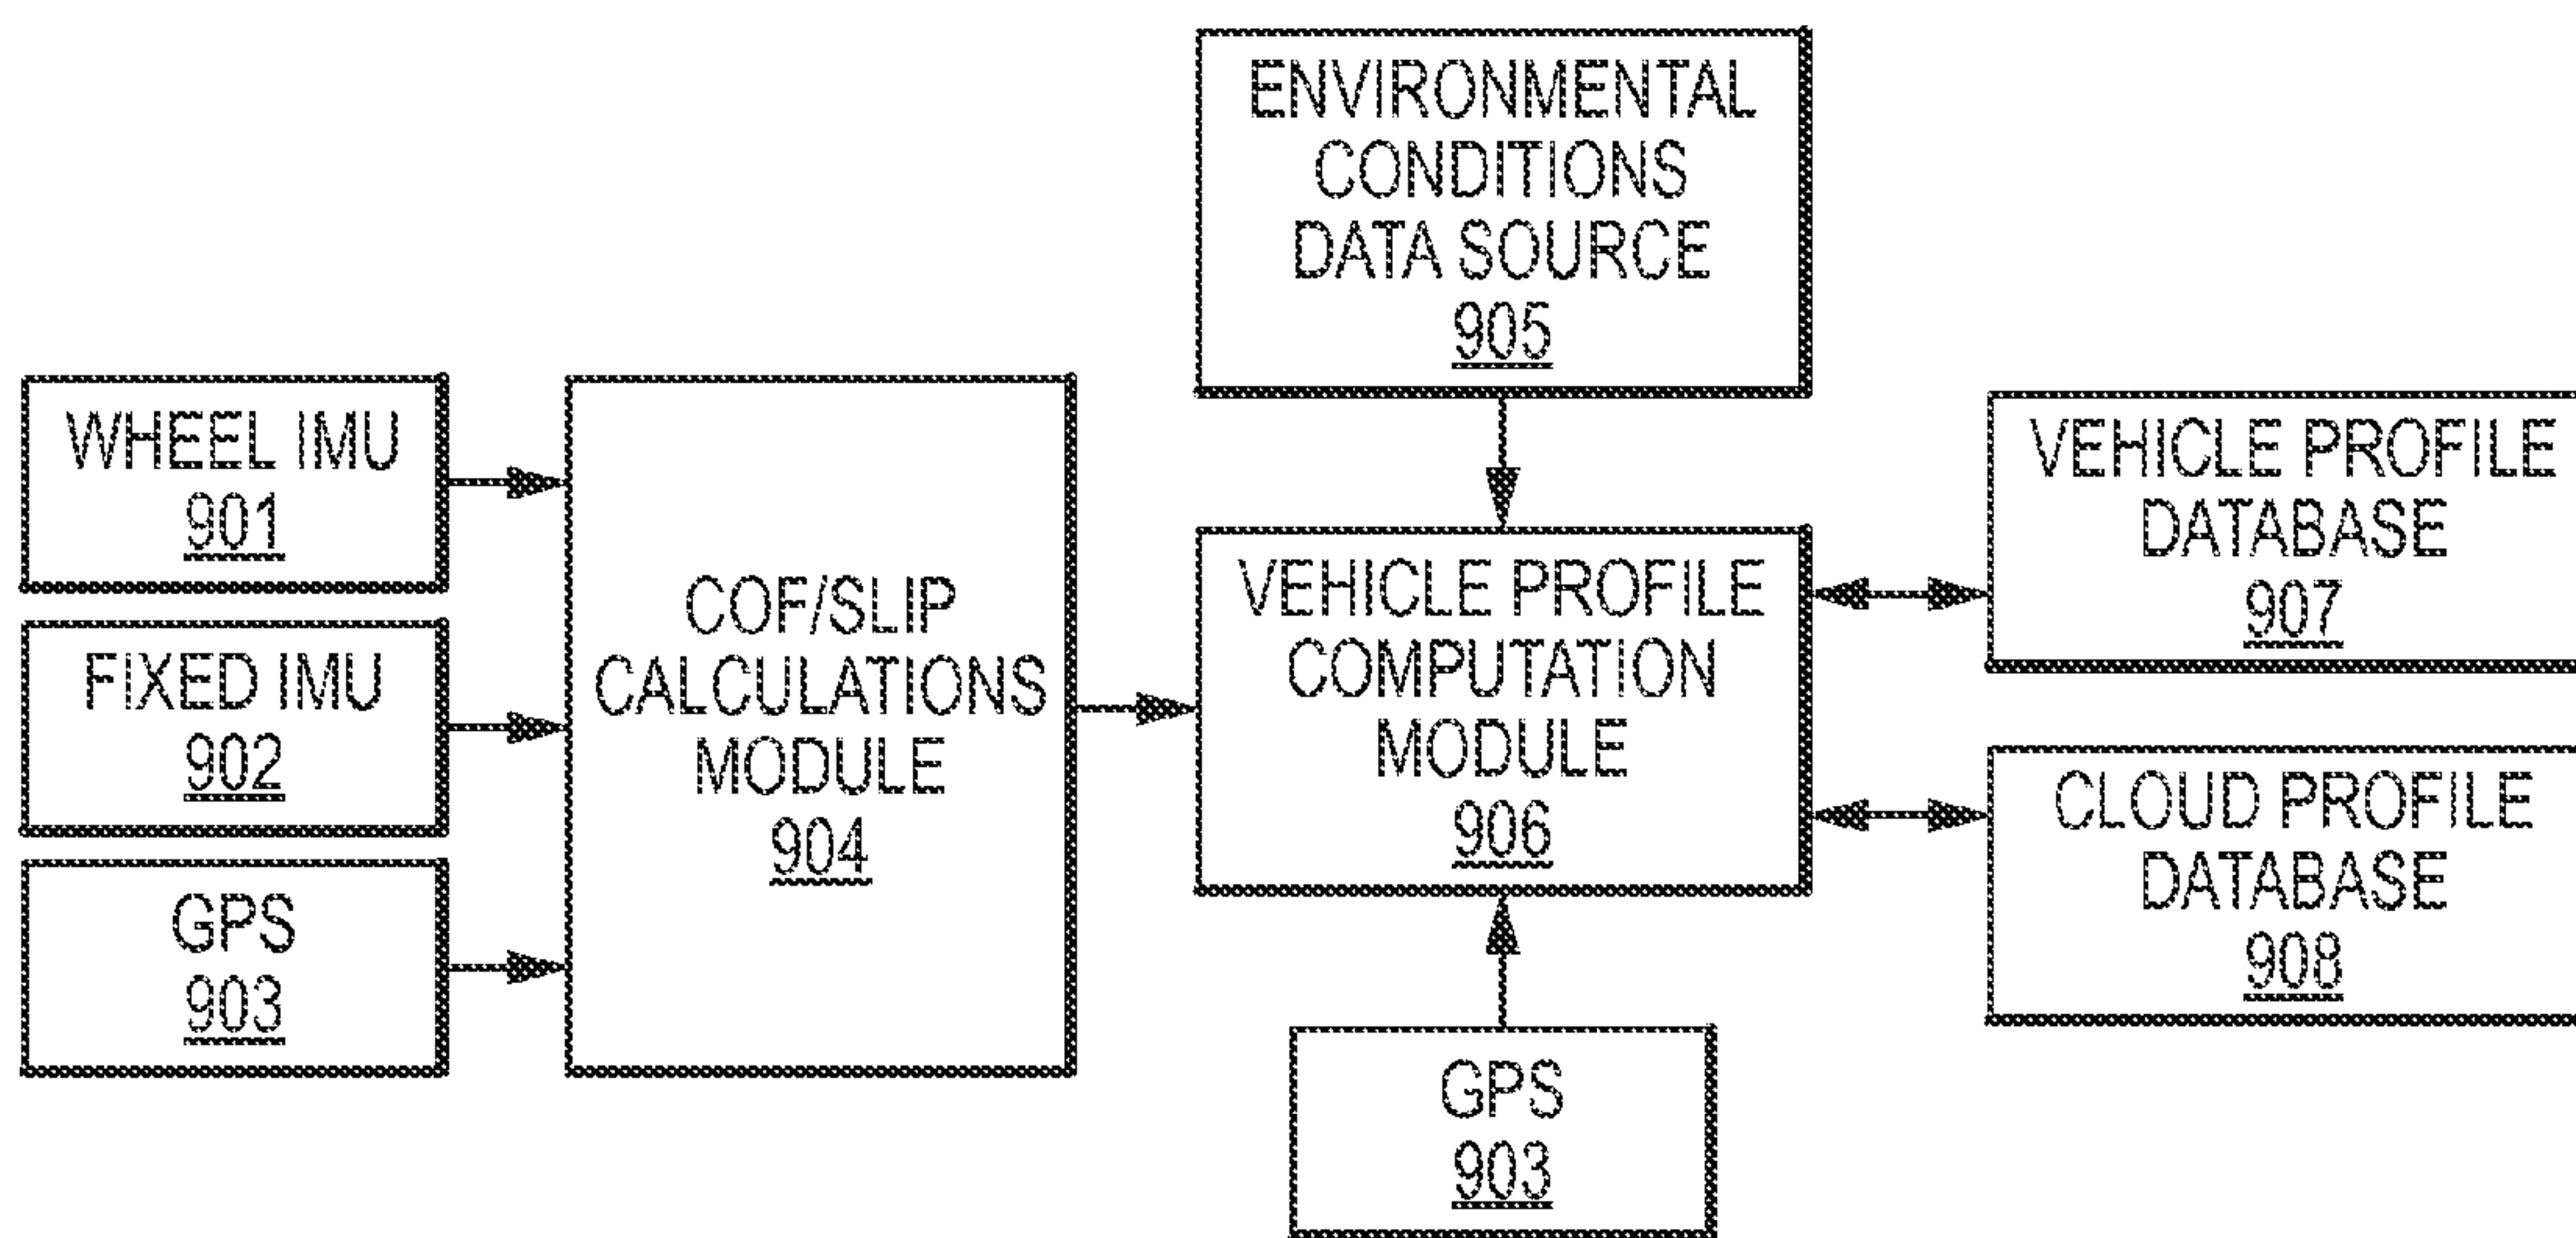 WHEEL IMU
901
FIXED IMU
902
GPS
903
COF/SLIP
CALCULATIONS
MODULE
904
ENVIRONMENTAL
CONDITIONS
DATA SOURCE
905
VEHICLE PROFILE
COMPUTATION
MODULE
906
GPS
903
VEHICLE PROFILE
DATABASE
907
CLOUD PROFILE
DATABASE
908